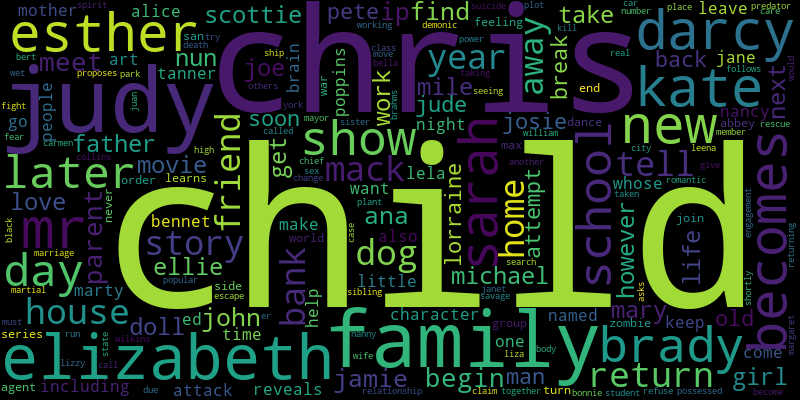 mother spirit alice scottie pete ip find year away take leave car care place predator
bert try death number kill
esther nun san chris working demonic feeling break darcy
wet meet art joe brain ship move class power suicide plot real back jane
proposes park tanner others war bella taking mile seeing end follows kate next
judy poppins work jude nancy
fight go people juan york brahms night josie dance new abbey rescue
fear carmen father soon mayor sister william max city leena member
later collins high called show sarah another tell give whose romantic
movie order learns friend get chief sex change mack lela lorraine home attempt school taken
love never want ana however life join engagement
mr bennet plant
black parent story make world case also dog becomes
day marriage ellie bank search asks returning
martial marty side escape popular little janet savage michael mary shortly
house doll ed john help sibling character group named zombie keep old
series time er nanny one liza body
must run state wilkins family begin man brady come
elizabeth lizzy call jamie return girl margaret
agent including due attack reveals wife relationship claim together turn bonnie student refuse possessed become would
child